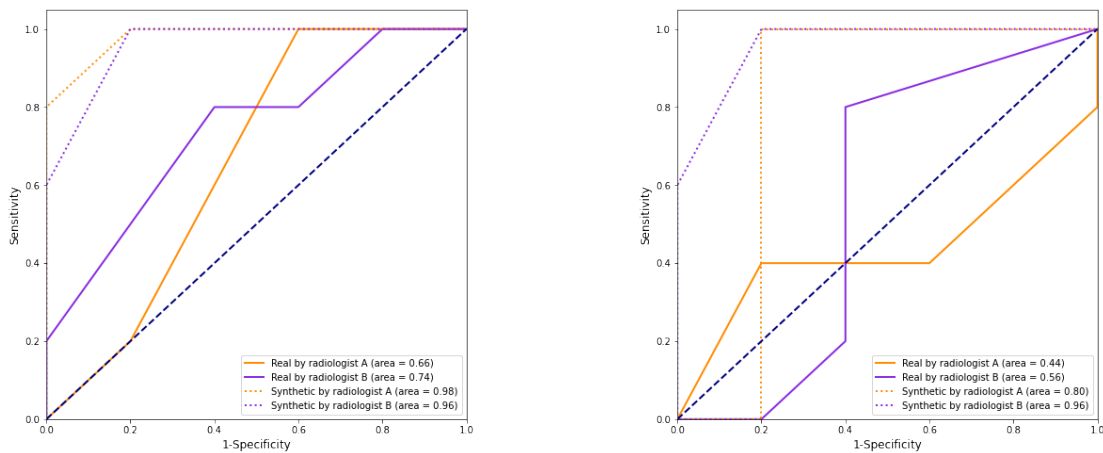 1.0
0.8
0.6
0.4
0.2
0.0
Sensitivity
0.0 0.2 0.4 0.6 0.8 1.0
1-Specificity
Real by radiologist A (area = 0.66)
Real by radiologist B (area = 0.74)
Synthetic by radiologist A (area = 0.98)
Synthetic by radiologist B (area = 0.96)
1.0
0.8
0.6
0.4
0.2
0.0
Sensitivity
0.0 0.2 0.4 0.6 0.8 1.0
1-Specificity
Real by radiologist A (area = 0.44)
Real by radiologist B (area = 0.56)
Synthetic by radiologist A (area = 0.80)
Synthetic by radiologist B (area = 0.96)